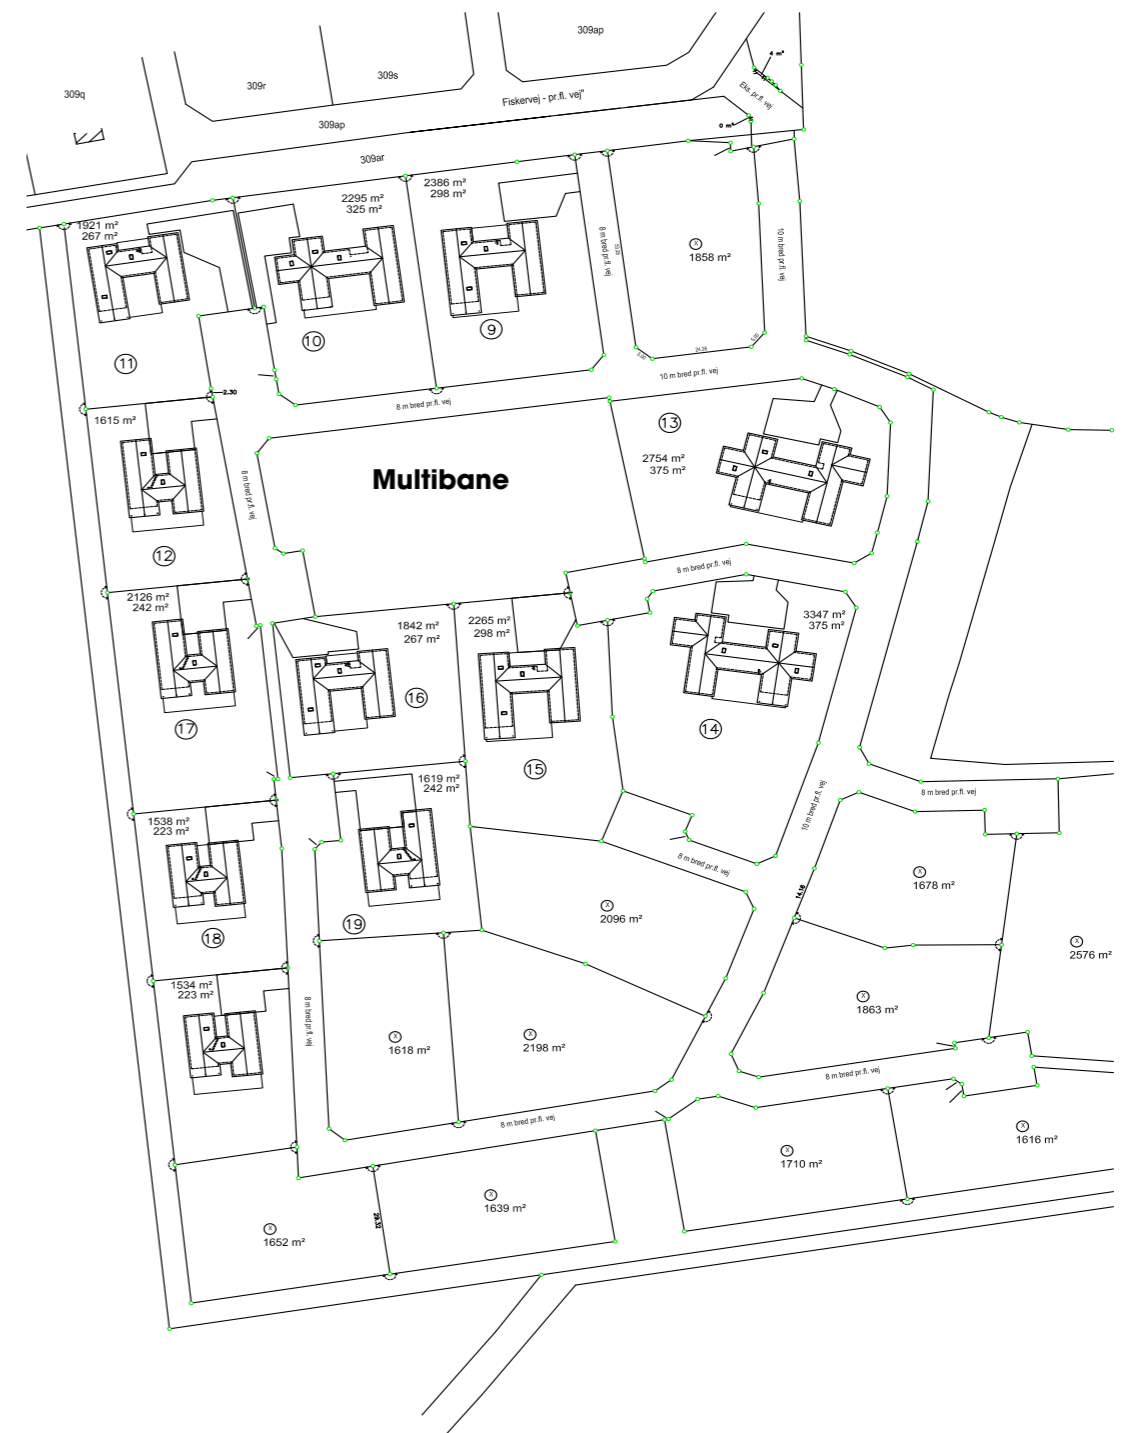 309ap
309q
309r
309s
4 m²
Eks. pr.fl. vej
Fiskervej - pr.fl. vej"
309ap
0 m²
309ar
1921 m²
267 m²
2295 m²
325 m²
2386 m²
298 m²
8 m bred pr.fl. vej
10 m bred pr.fl. vej
X
1858 m²
11
10
9
24.26
5.00
5.00
10 m bred pr.fl. vej
8 m bred pr.fl. vej
2.30
1615 m²
13
2754 m²
375 m²
Multibane
8 m bred pr.fl. vej
12
8 m bred pr.fl. vej
2126 m²
242 m²
1842 m²
267 m²
2265 m²
298 m²
3347 m²
375 m²
16
17
14
15
1619 m²
242 m²
8 m bred pr.fl. vej
10 m bred pr.fl. vej
1538 m²
223 m²
8 m bred pr.fl. vej
X
1678 m²
14.16
X
2096 m²
19
18
X
2576 m²
1534 m²
223 m²
8 m bred pr.fl. vej
X
1863 m²
X
1618 m²
X
2198 m²
8 m bred pr.fl. vej
8 m bred pr.fl. vej
X
1616 m²
X
1710 m²
X
1639 m²
29.32
X
1652 m²